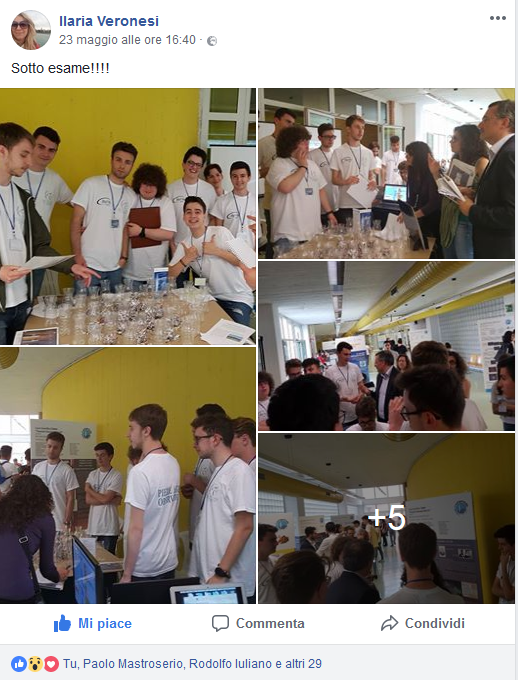 Ilaria Veronesi
23 maggio alle ore 16:40 ·
Sotto esame!!!!
+5
Mi piace
Commenta
Condividi
Tu, Paolo Mastroserio, Rodolfo Iuliano e altri 29